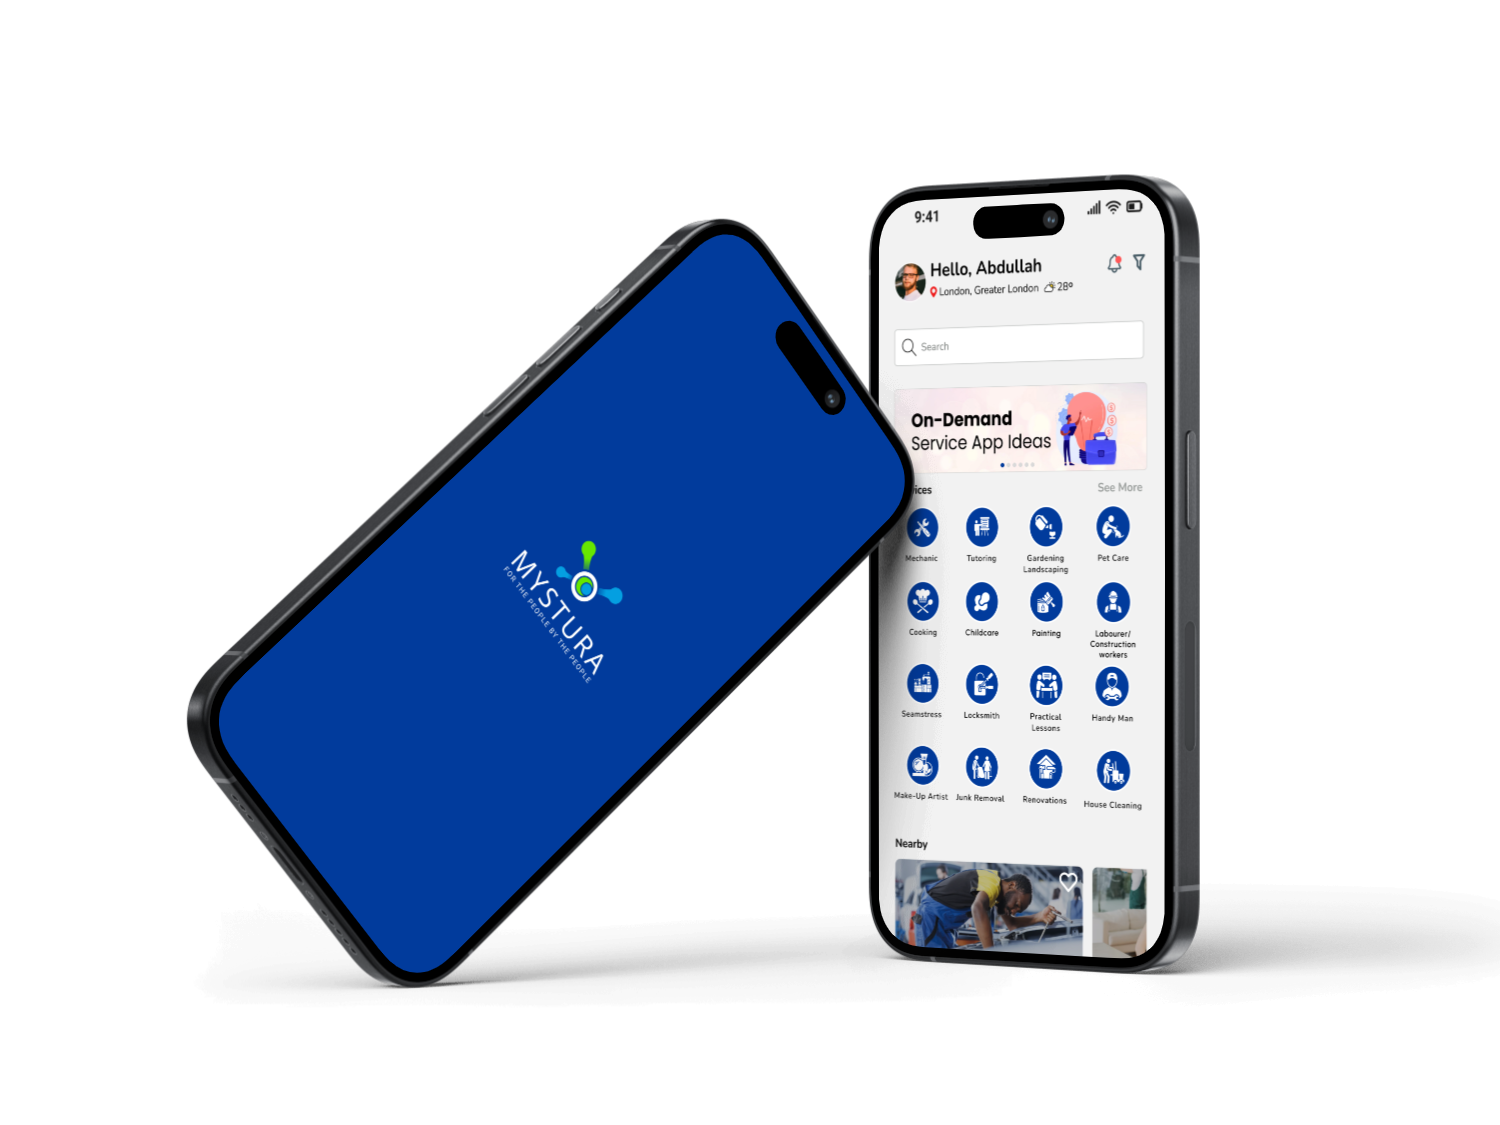 MYSTURA
FOR THE PEOPLE BY THE PEOPLE
9:41
Hello, Abdullah
London, Greater London 28°
Search
On-Demand
Service App Ideas
See More
Mechanic
Tutoring
Gardening
Landscaping
Pet Care
Cooking
Childcare
Painting
Labourer/
Construction
workers
Seamstress
Locksmith
Practical
Lessons
Handy Man
Make-Up Artist
Junk Removal
Renovations
House Cleaning
Nearby